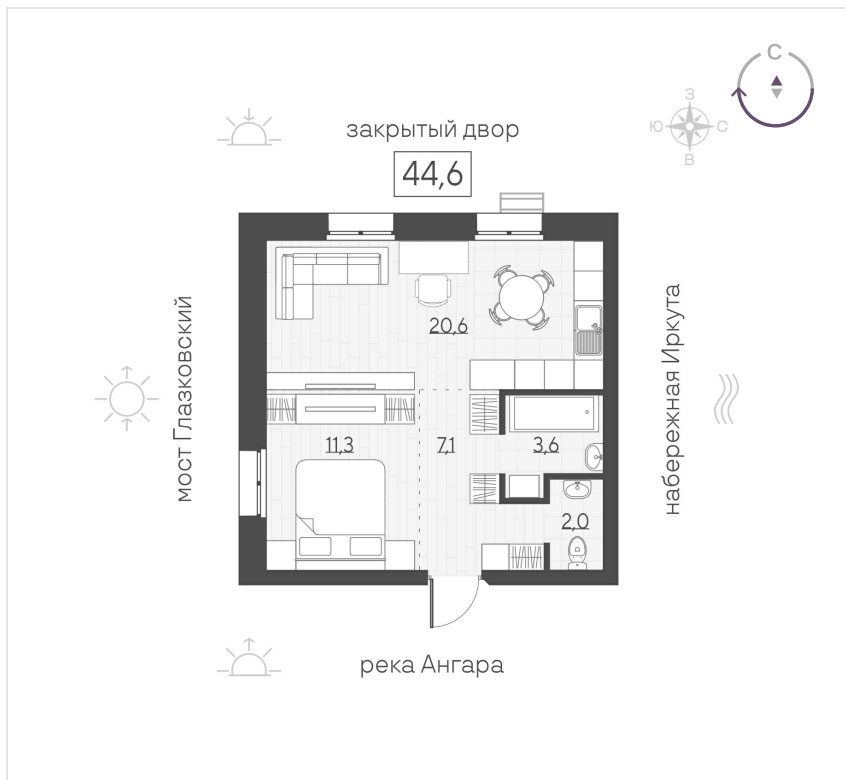 С
З
закрытый двор
Ю
С
В
44,6
20,6
мост Глазковский
набережная Иркута
11,3
7,1
3,6
2,0
река Ангара